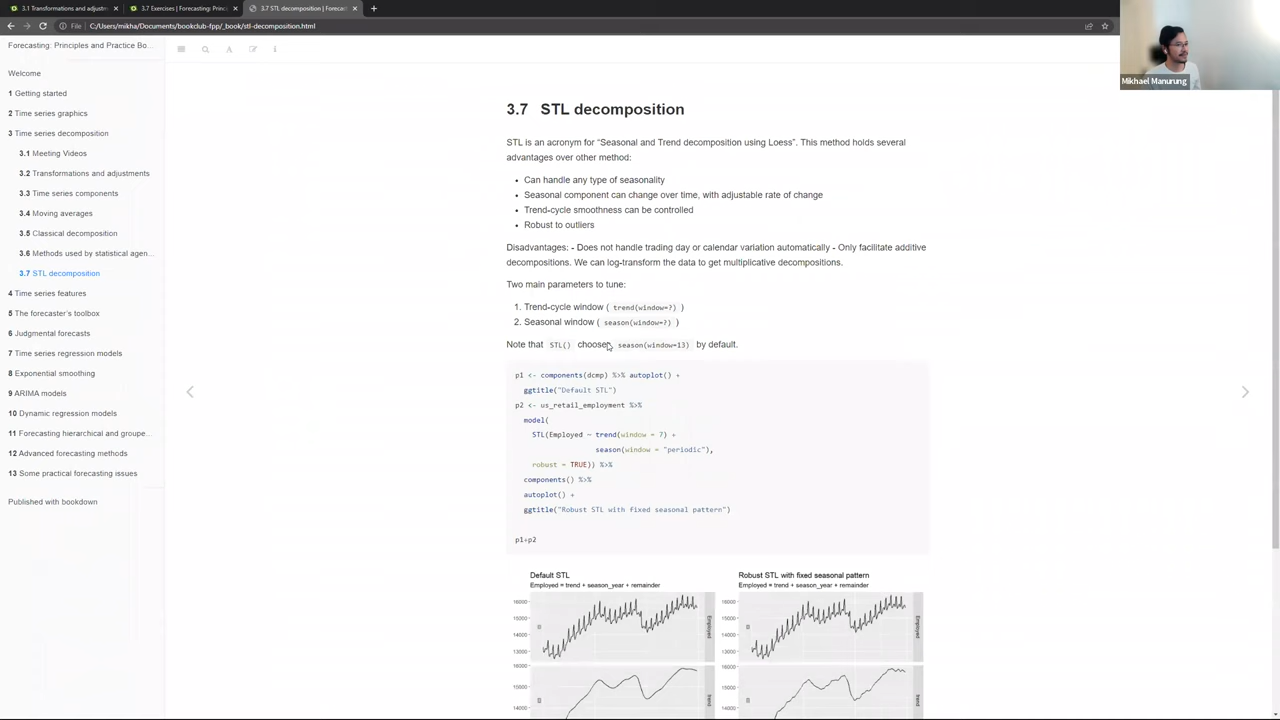 3.1 Transformations and adjustm
3.7 Exercises | Forecasting: Princ
3.7 STL decomposition | Forecast
File
C:/Users/mikha/Documents/bookclub-fpp/_book/stl-decomposition.html
Mikhael Manurung
Forecasting: Principles and Practice Bo...
Welcome
1 Getting started
2 Time series graphics
3 Time series decomposition
3.1 Meeting Videos
3.2 Transformations and adjustments
3.3 Time series components
3.4 Moving averages
3.5 Classical decomposition
3.6 Methods used by statistical agen...
3.7 STL decomposition
4 Time series features
5 The forecaster's toolbox
6 Judgmental forecasts
7 Time series regression models
8 Exponential smoothing
9 ARIMA models
10 Dynamic regression models
11 Forecasting hierarchical and groupe...
12 Advanced forecasting methods
13 Some practical forecasting issues
Published with bookdown
3.7 STL decomposition
STL is an acronym for “Seasonal and Trend decomposition using Loess”. This method holds several
advantages over other method:
• Can handle any type of seasonality
• Seasonal component can change over time, with adjustable rate of change
• Trend-cycle smoothness can be controlled
• Robust to outliers
Disadvantages: - Does not handle trading day or calendar variation automatically - Only facilitate additive
decompositions. We can log-transform the data to get multiplicative decompositions.
Two main parameters to tune:
1. Trend-cycle window ( trend(window=?) )
2. Seasonal window ( season(window=?) )
Note that STL() chooses season(window=13) by default.
p1 <- components(dcmp) %>% autoplot() +
ggtitle("Default STL")
p2 <- us_retail_employment %>%
model(
STL(Employed ~ trend(window = 7) +
season(window = "periodic"),
robust = TRUE)) %>%
components() %>%
autoplot() +
ggtitle("Robust STL with fixed seasonal pattern")
p1+p2
Default STL
Employed = trend + season_year + remainder
16000
15000
14000
13000
Employed
16000
15000
14000
trend
Robust STL with fixed seasonal pattern
Employed = trend + season_year + remainder
16000
15000
14000
13000
Employed
16000
15000
14000
trend